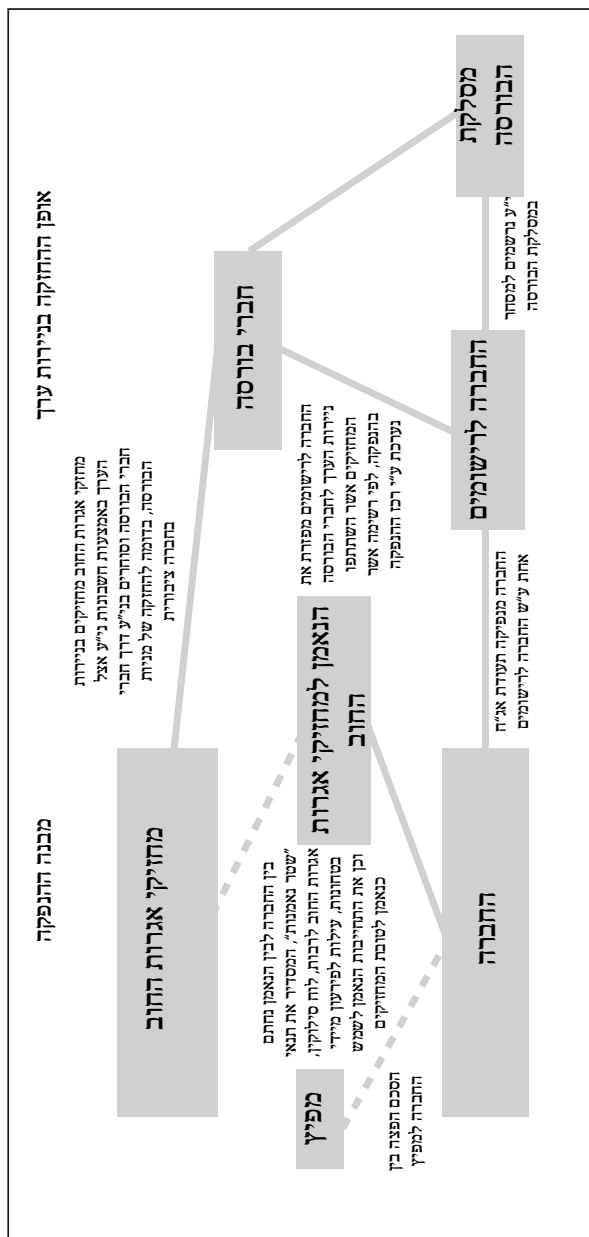 אופן ההחזקה בניירות ערך
מבנה ההנפקה
מחזיקי אגרות החוב מחזיקים בניירות
הערך באמצעות חשבונות ני״ע אצל
חברי הבורסה וסוחרים בני״ע דרך חברי
הבורסה, בדומה להחזקה של מניות
בחברה ציבורית
מחזיקי אגרות החוב
חברי בורסה
החברה לרישומים מפזרת את
ניירות הערך לחברי הבורסה
המחזיקים אשר השתתפו
בהנפקה, לפי רשימה אשר
נערכת ע״י רכז ההנפקה
הנאמן למחזיקי אגרות
החוב
בין החברה לבין הנאמן נחתם
״שטר נאמנות״, המסדיר את תנאי
אגרות החוב לרבות, לוח סילוקין,
בטחונות, עילות לפירעון מיידי
וכן את התחייבות הנאמן לשמש
כנאמן לטובת המחזיקים
מפיץ
הסכם הפצה בין
החברה למפיץ
מסלקת
הבורסה
י״ע נרשמים למסחר
במסלקת הבורסה
החברה לרישומים
החברה מנפיקה תעודת אג״ח
אחת ע״ש החברה לרישומים
החברה